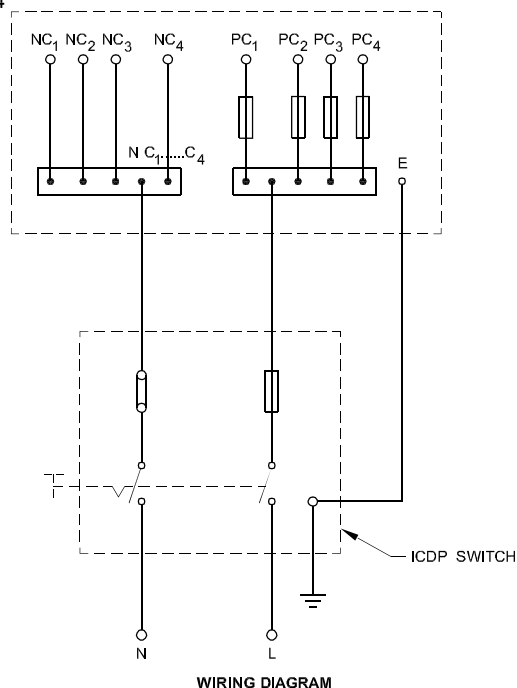 NC1 NC2 NC3 NC4 PC1 PC2 PC3 PC4
N C1......C4
E
ICDP SWITCH
N L
WIRING DIAGRAM